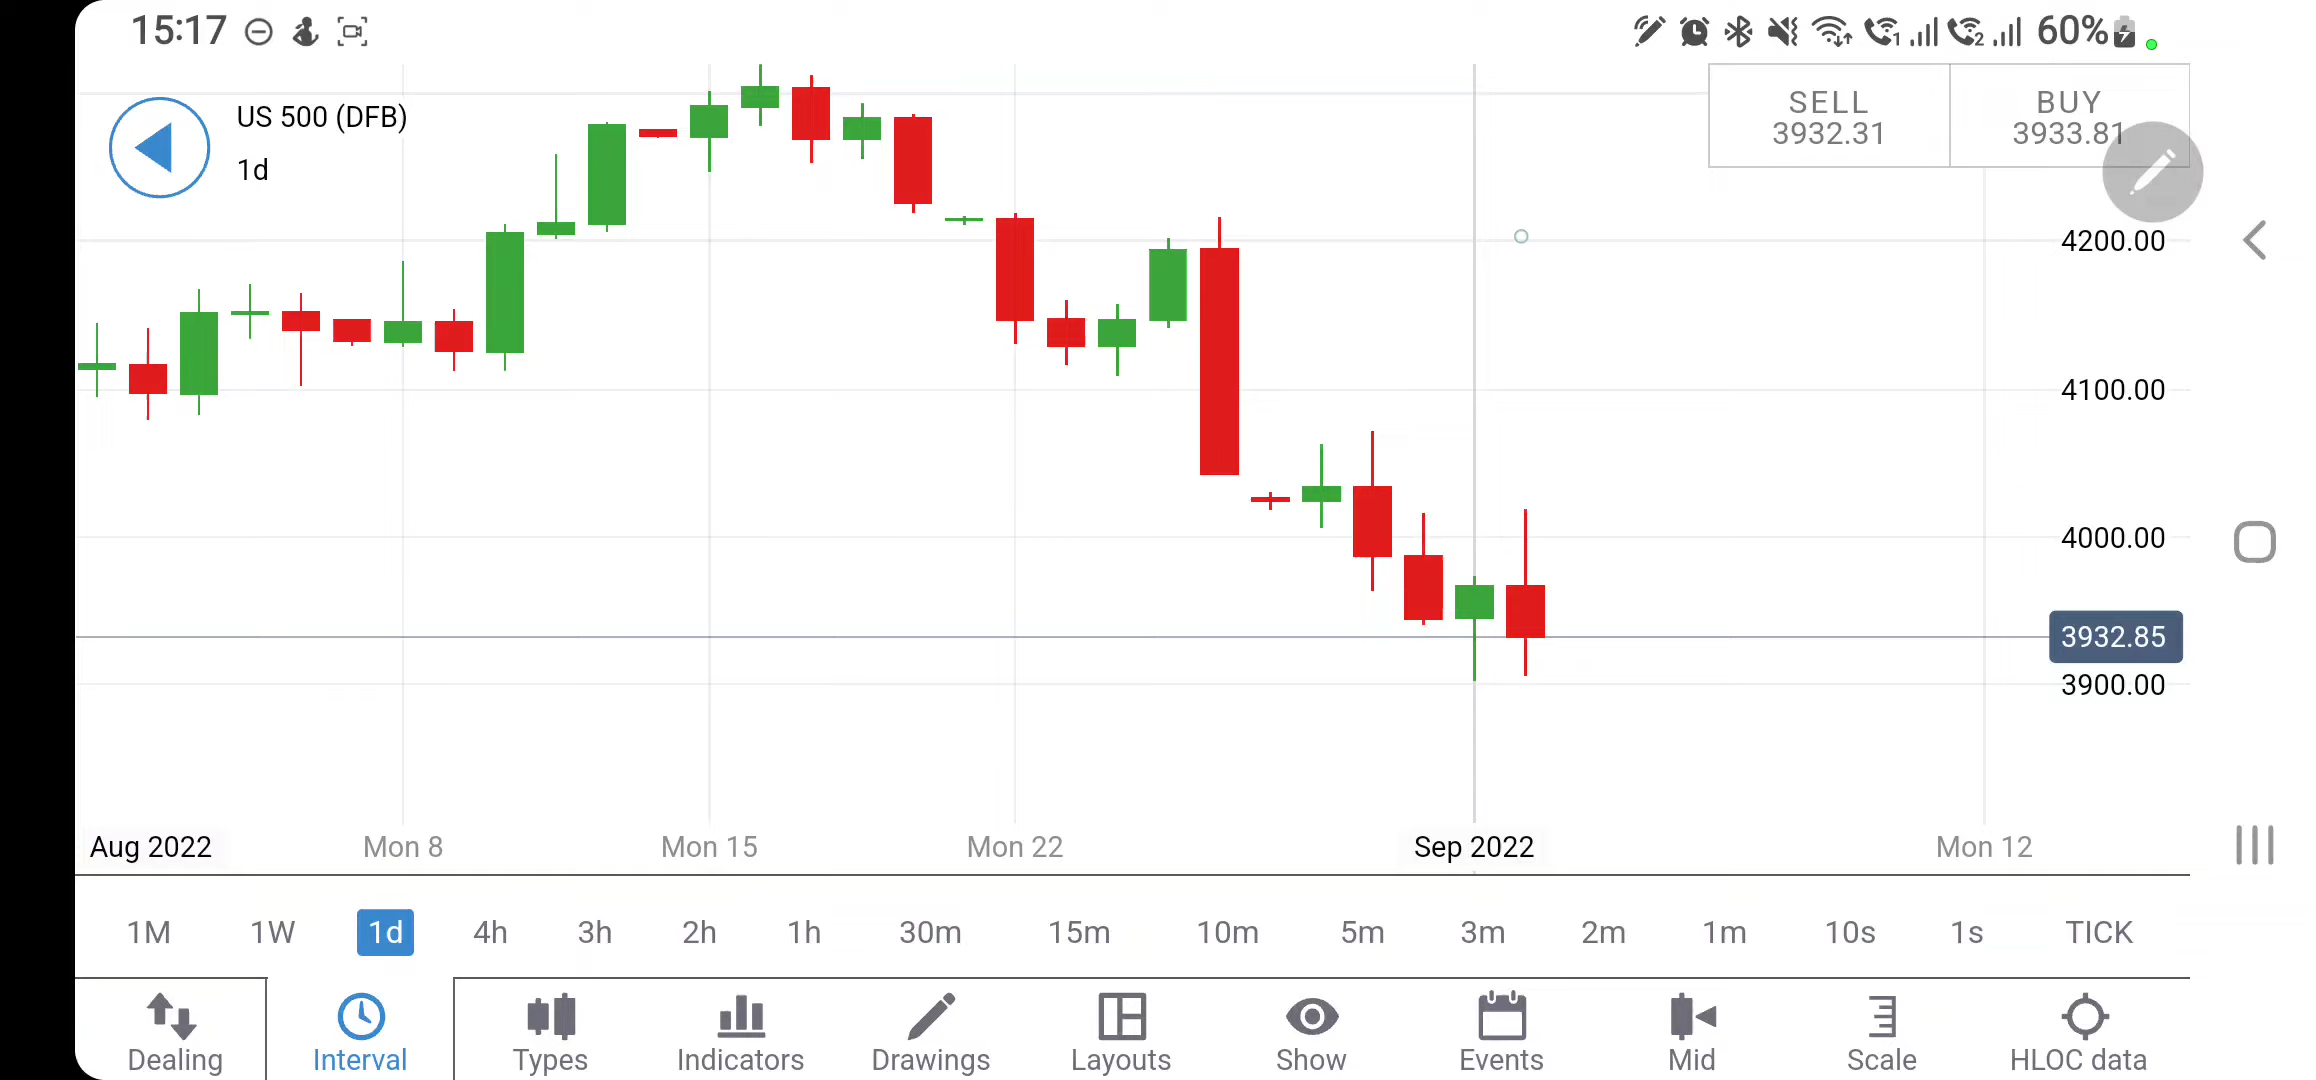 15:17
1 2 60%
US 500 (DFB)
1d
SELL BUY
3932.31 3933.81
4200.00
4100.00
4000.00
3932.85
3900.00
Aug 2022 Mon 8 Mon 15 Mon 22 Sep 2022 Mon 12
1M 1W 1d 4h 3h 2h 1h 30m 15m 10m 5m 3m 2m 1m 10s 1s TICK
Dealing Interval Types Indicators Drawings Layouts Show Events Mid Scale HLOC data